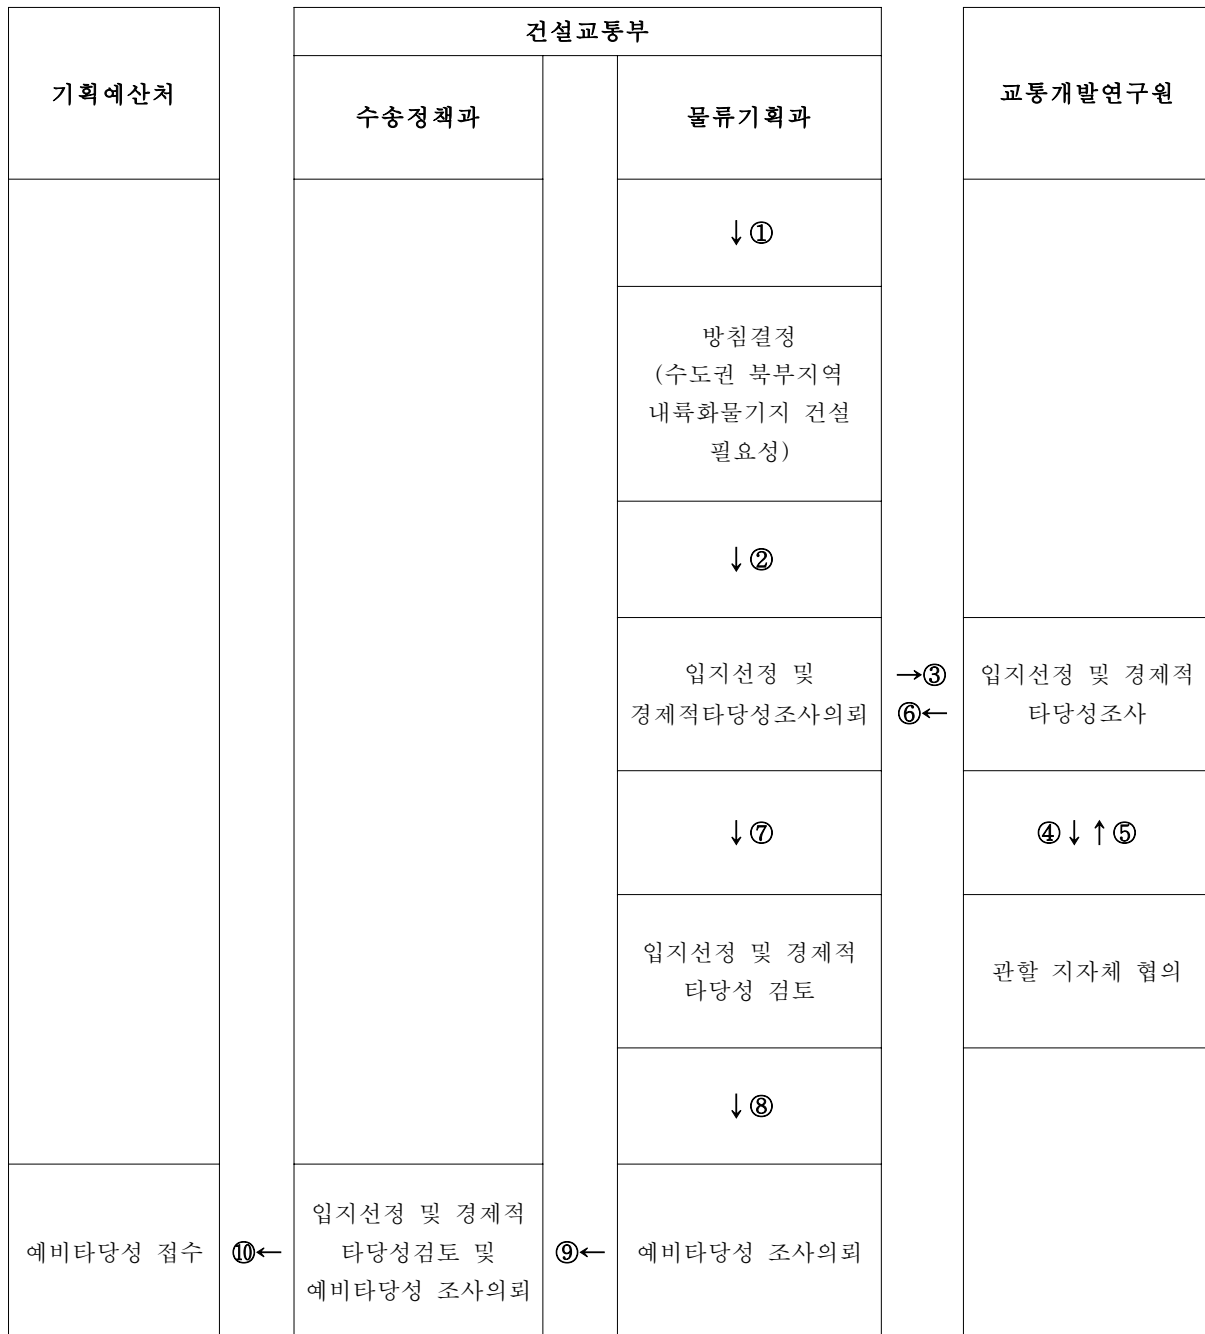 건설교통부
기획예산처
수송정책과
물류기획과
교통개발연구원
↓①
방침결정
(수도권 북부지역
내륙화물기지 건설
필요성)
↓②
입지선정 및
경제적타당성조사의뢰
→③
⑥←
입지선정 및 경제적
타당성조사
↓⑦
④↓↑⑤
입지선정 및 경제적
타당성 검토
관할 지자체 협의
↓⑧
예비타당성 접수
⑩←
입지선정 및 경제적
타당성검토 및
예비타당성 조사의뢰
⑨←
예비타당성 조사의뢰